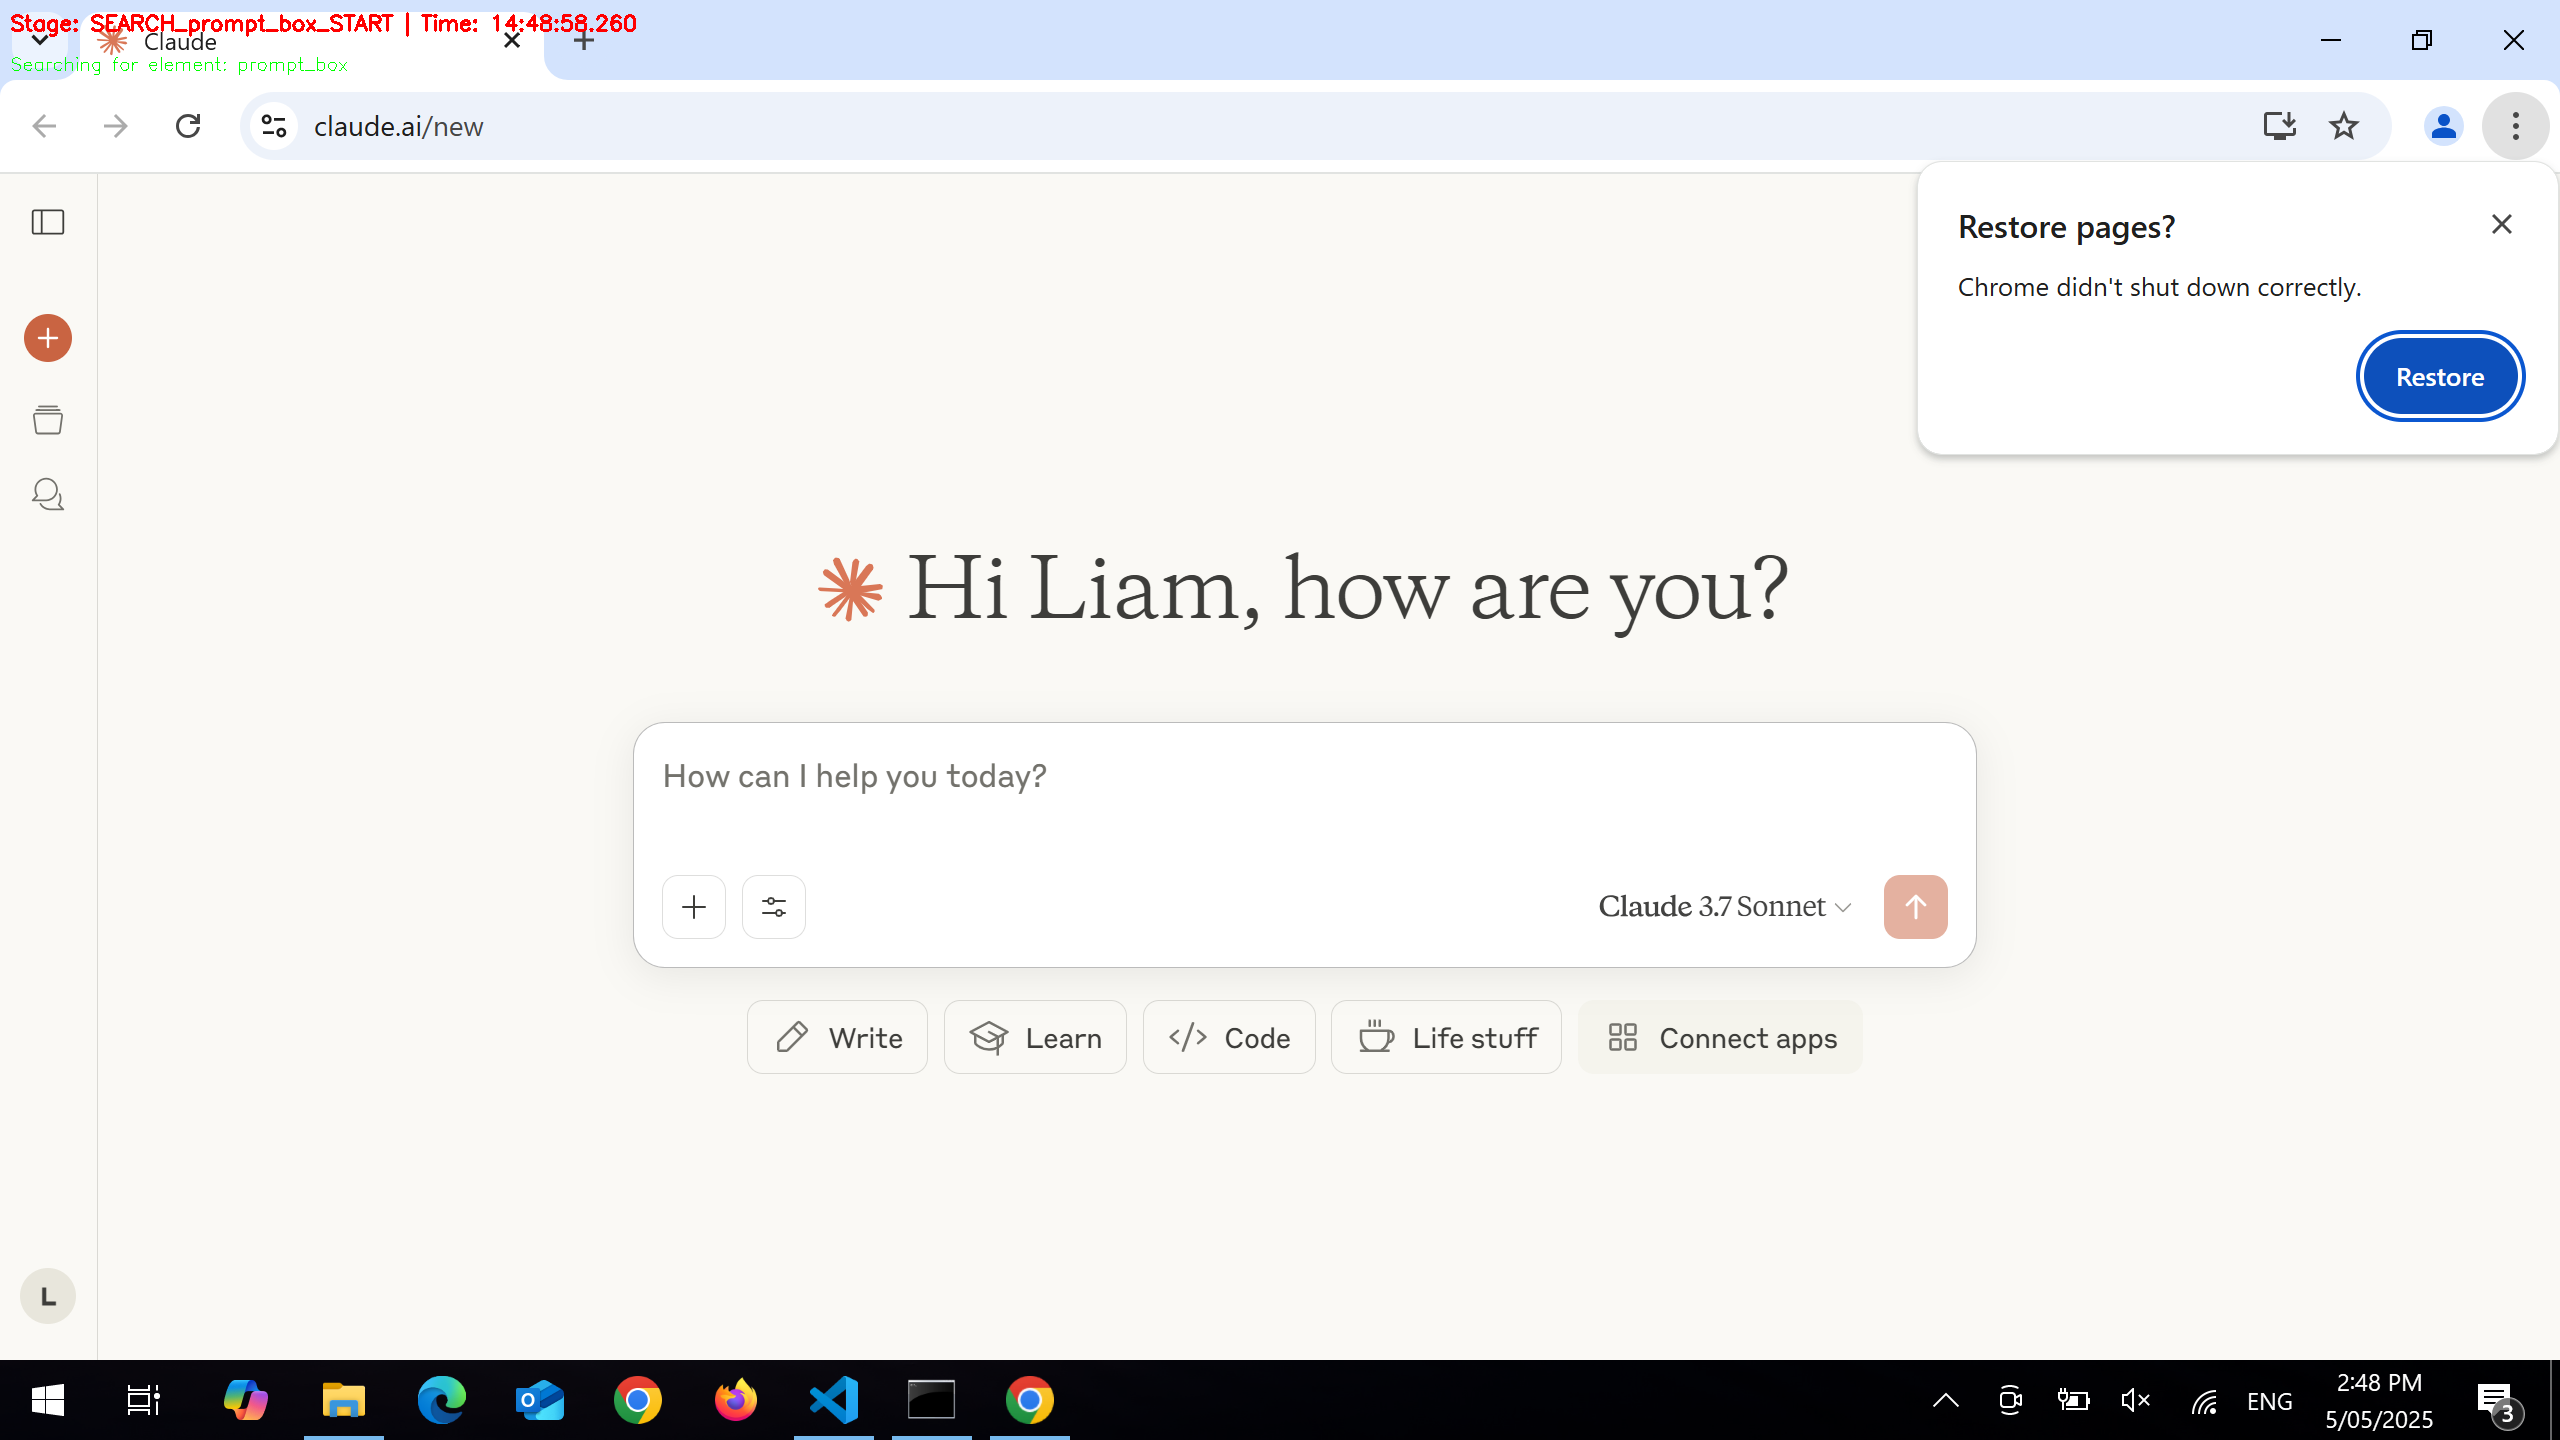 Stage: SEARCH_prompt_box_START | Time: 14:48:58.260
Claude
Searching for element: prompt_box
claude.ai/new
Restore pages?
Chrome didn't shut down correctly.
Restore
Hi Liam, how are you?
How can I help you today?
Claude 3.7 Sonnet
Write
Learn
Code
Life stuff
Connect apps
L
ENG
2:48 PM
5/05/2025
3